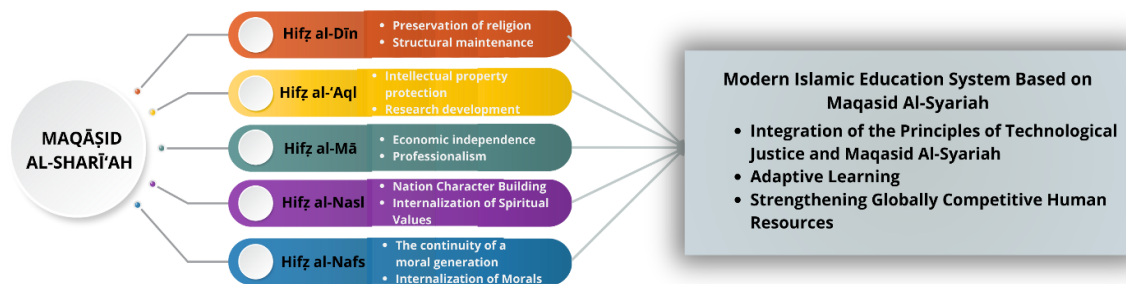 MAQĀṢID
AL-SHARĪ‘AH
Hifẓ al-Dīn
• Preservation of religion
• Structural maintenance
Hifẓ al-‘Aql
• Intellectual property
protection
• Research development
Hifẓ al-Mā
• Economic independence
• Professionalism
Hifẓ al-Nasl
• Nation Character Building
• Internalization of Spiritual
Values
Hifẓ al-Nafs
• The continuity of a
moral generation
• Internalization of Morals
Modern Islamic Education System Based on
Maqasid Al-Syariah
• Integration of the Principles of Technological
Justice and Maqasid Al-Syariah
• Adaptive Learning
• Strengthening Globally Competitive Human
Resources